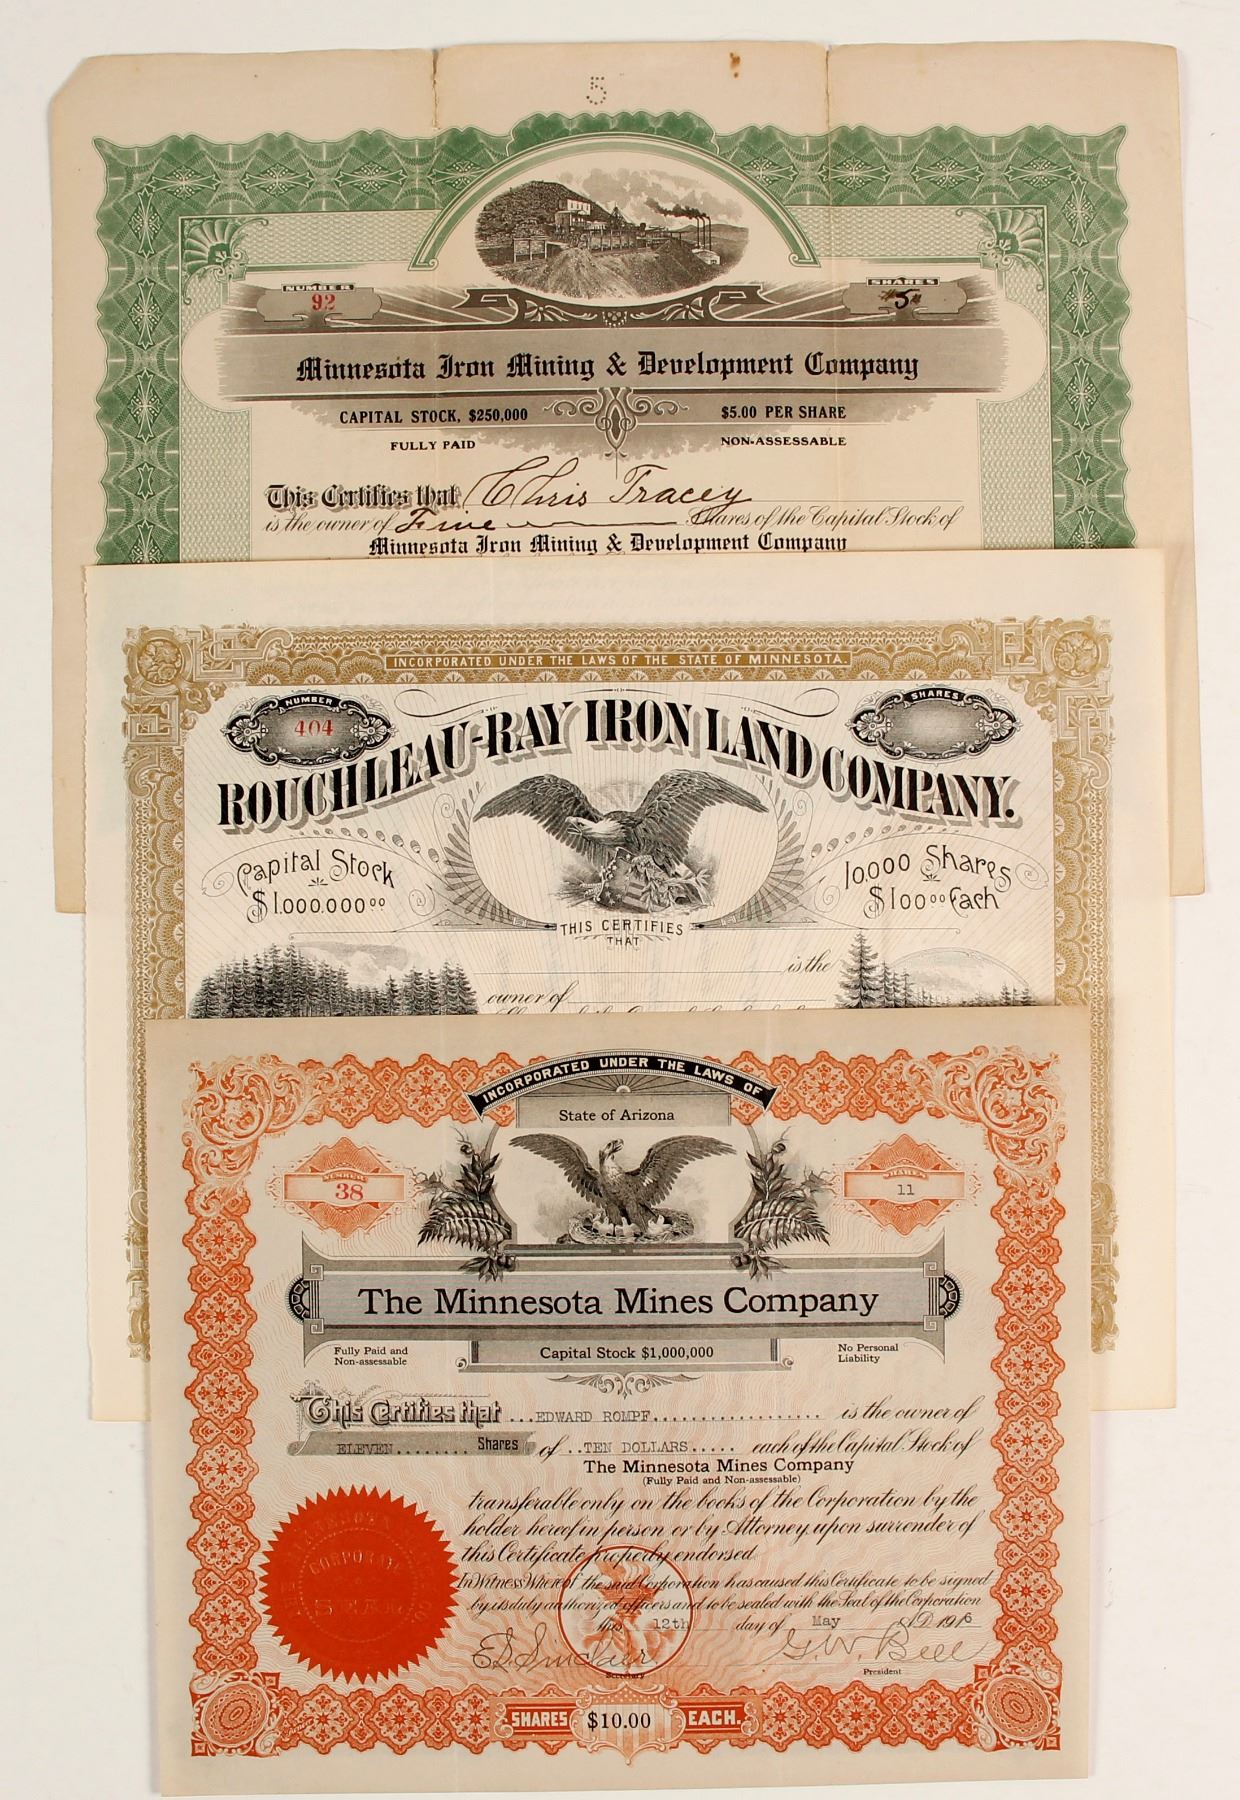 5
NUMBER
92
SHARES
5
Minnesota Iron Mining & Development Company
CAPITAL STOCK, $250,000
$5.00 PER SHARE
FULLY PAID
NON-ASSESSABLE
This Certifies that Chris Tracey
is the owner of Five Shares of the Capital Stock of
Minnesota Iron Mining & Development Company
INCORPORATED UNDER THE LAWS OF THE STATE OF MINNESOTA.
NUMBER
404
SHARES
ROUCHLEAU-RAY IRON LAND COMPANY.
Capital Stock
$1,000.000.00
10,000 Shares
$100.00 Each
THIS CERTIFIES
THAT
is the
owner of
INCORPORATED UNDER THE LAWS OF
State of Arizona
NUMBER
38
SHARES
11
The Minnesota Mines Company
Fully Paid and
Non-assessable
Capital Stock $1,000,000
No Personal
Liability
This Certifies that ...EDWARD ROMPF.................. is the owner of
ELEVEN........ Shares of ..TEN DOLLARS..... each of the Capital Stock of
The Minnesota Mines Company
(Fully Paid and Non-assessable)
transferable only on the books of the Corporation by the
holder hereof in person or by Attorney upon surrender of
this Certificate properly endorsed.
In Witness Whereof the said Corporation has caused this Certificate to be signed
by its duly authorized officers and to be sealed with the Seal of the Corporation
this 12th day of May A.D. 1916
CORPORATE
SEAL
E S Sinclair.
G. W. Bell
Secretary
President
SHARES $10.00 EACH.